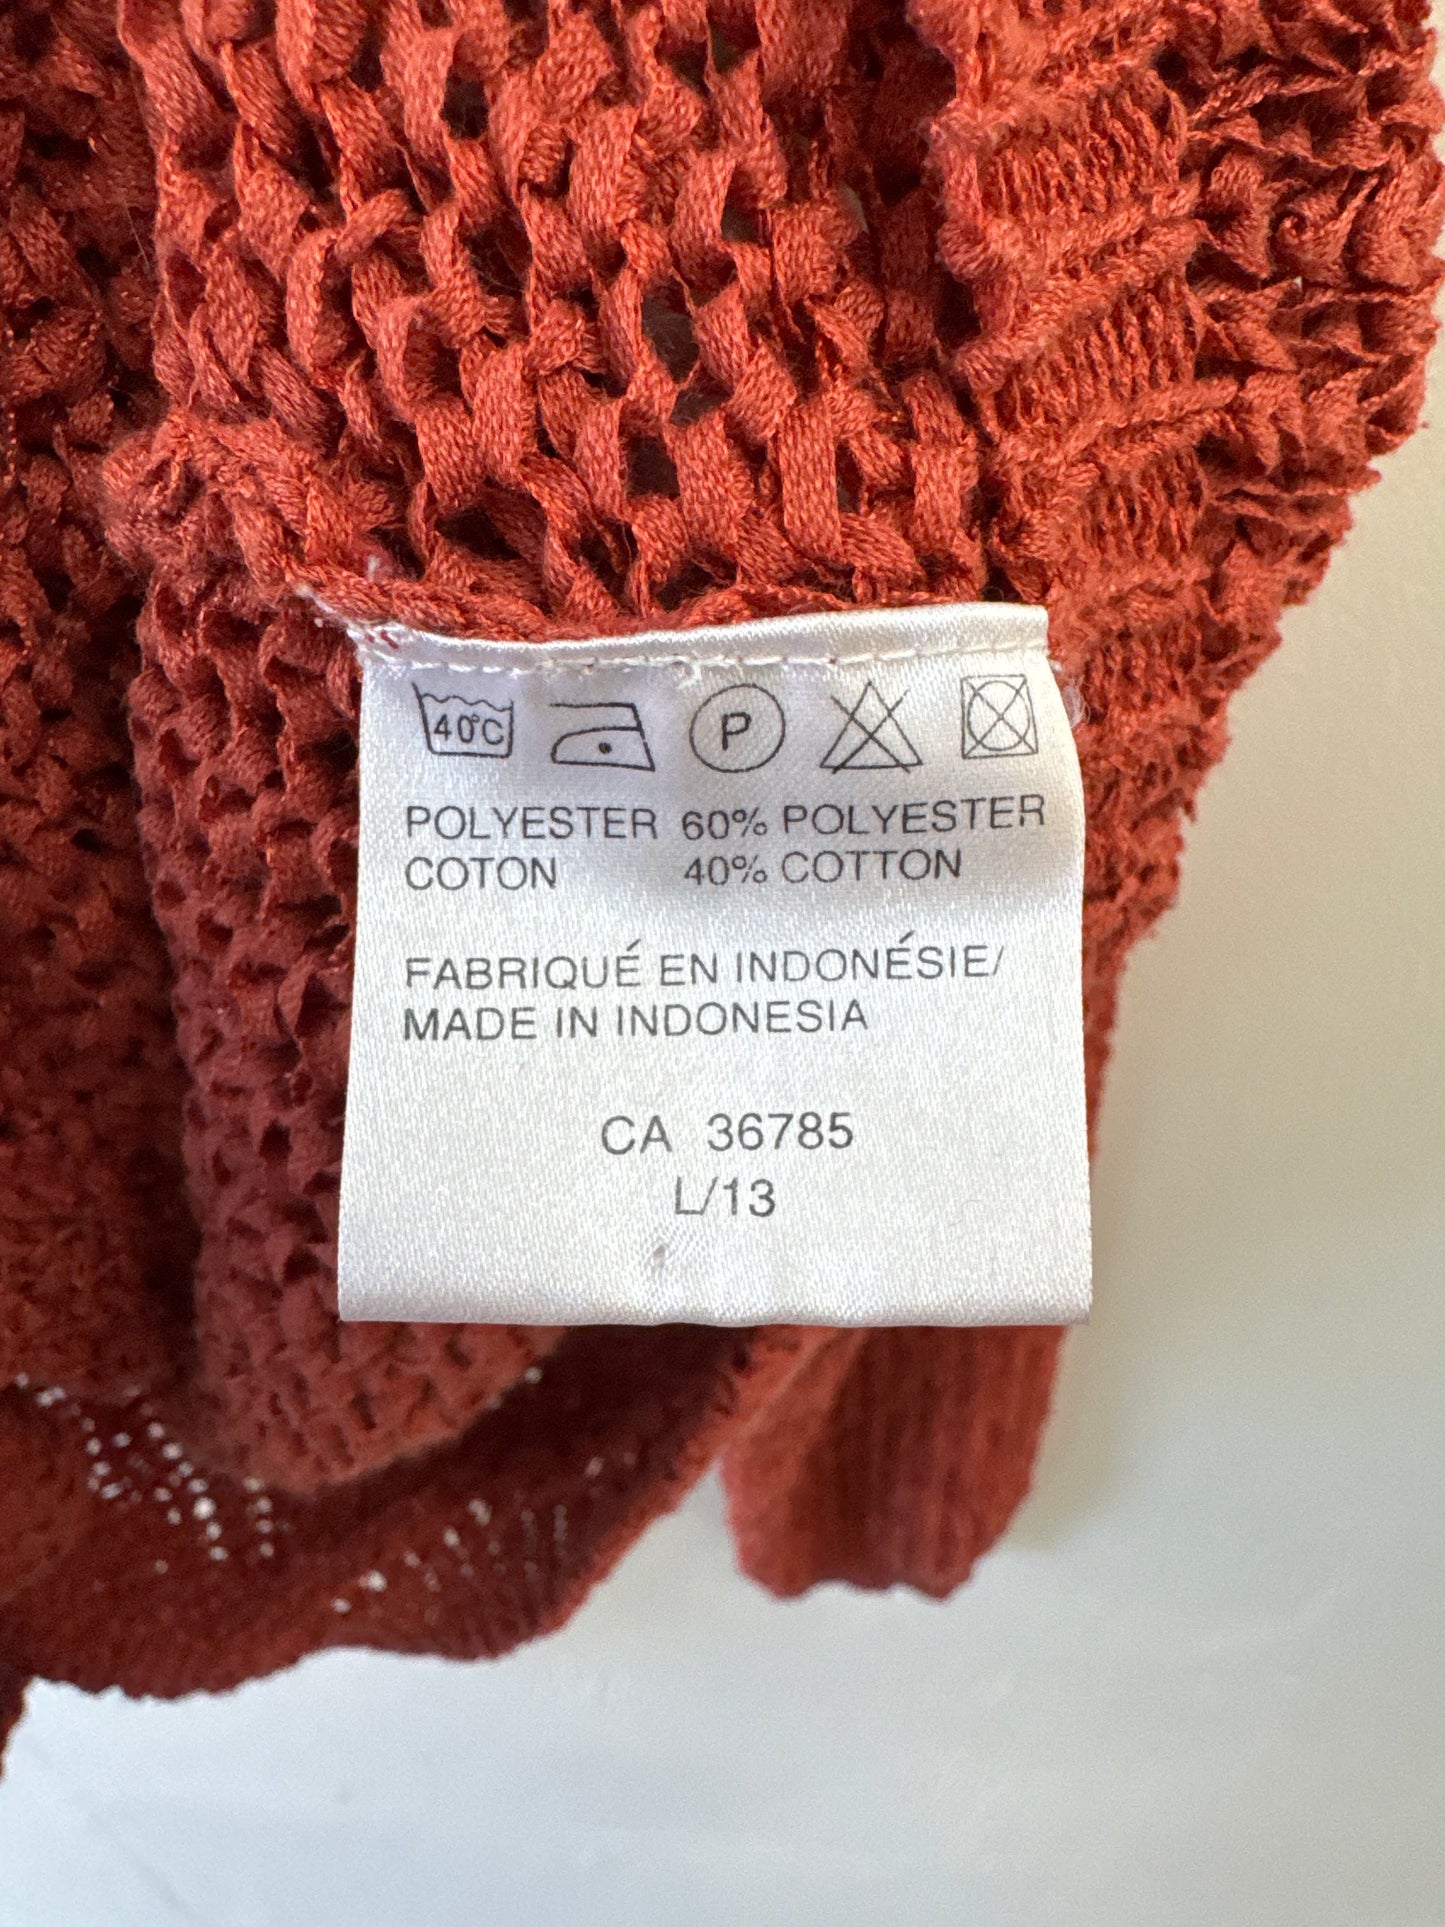 40°C P
POLYESTER 60% POLYESTER
COTON 40% COTTON
FABRIQUÉ EN INDONÉSIE/
MADE IN INDONESIA
CA 36785
L/13